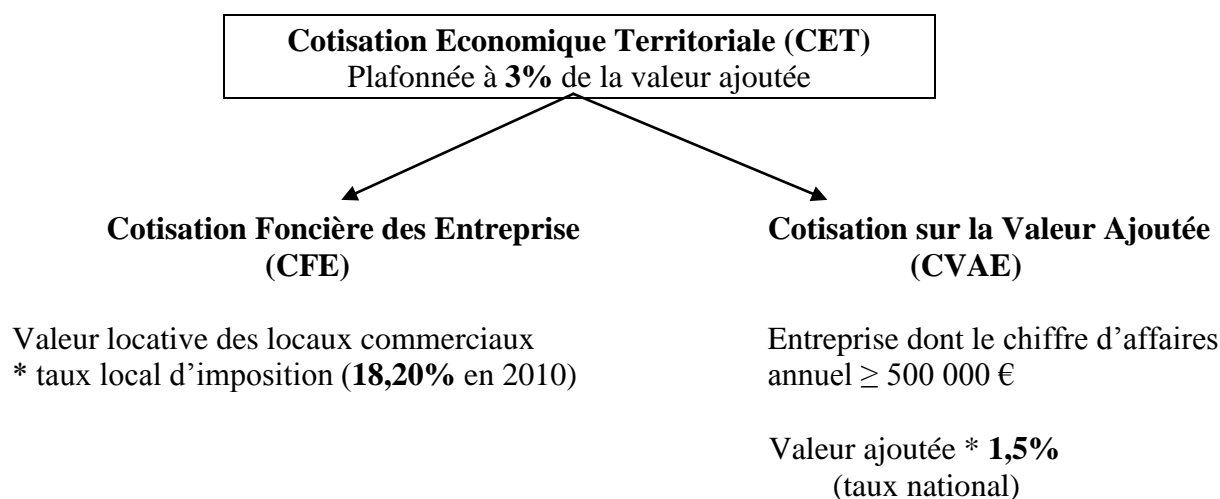 Cotisation Economique Territoriale (CET)
Plafonnée à 3% de la valeur ajoutée
Cotisation Foncière des Entreprise
(CFE)
Valeur locative des locaux commerciaux
* taux local d’imposition (18,20% en 2010)
Cotisation sur la Valeur Ajoutée
(CVAE)
Entreprise dont le chiffre d’affaires
annuel ≥ 500 000 €
Valeur ajoutée * 1,5%
(taux national)